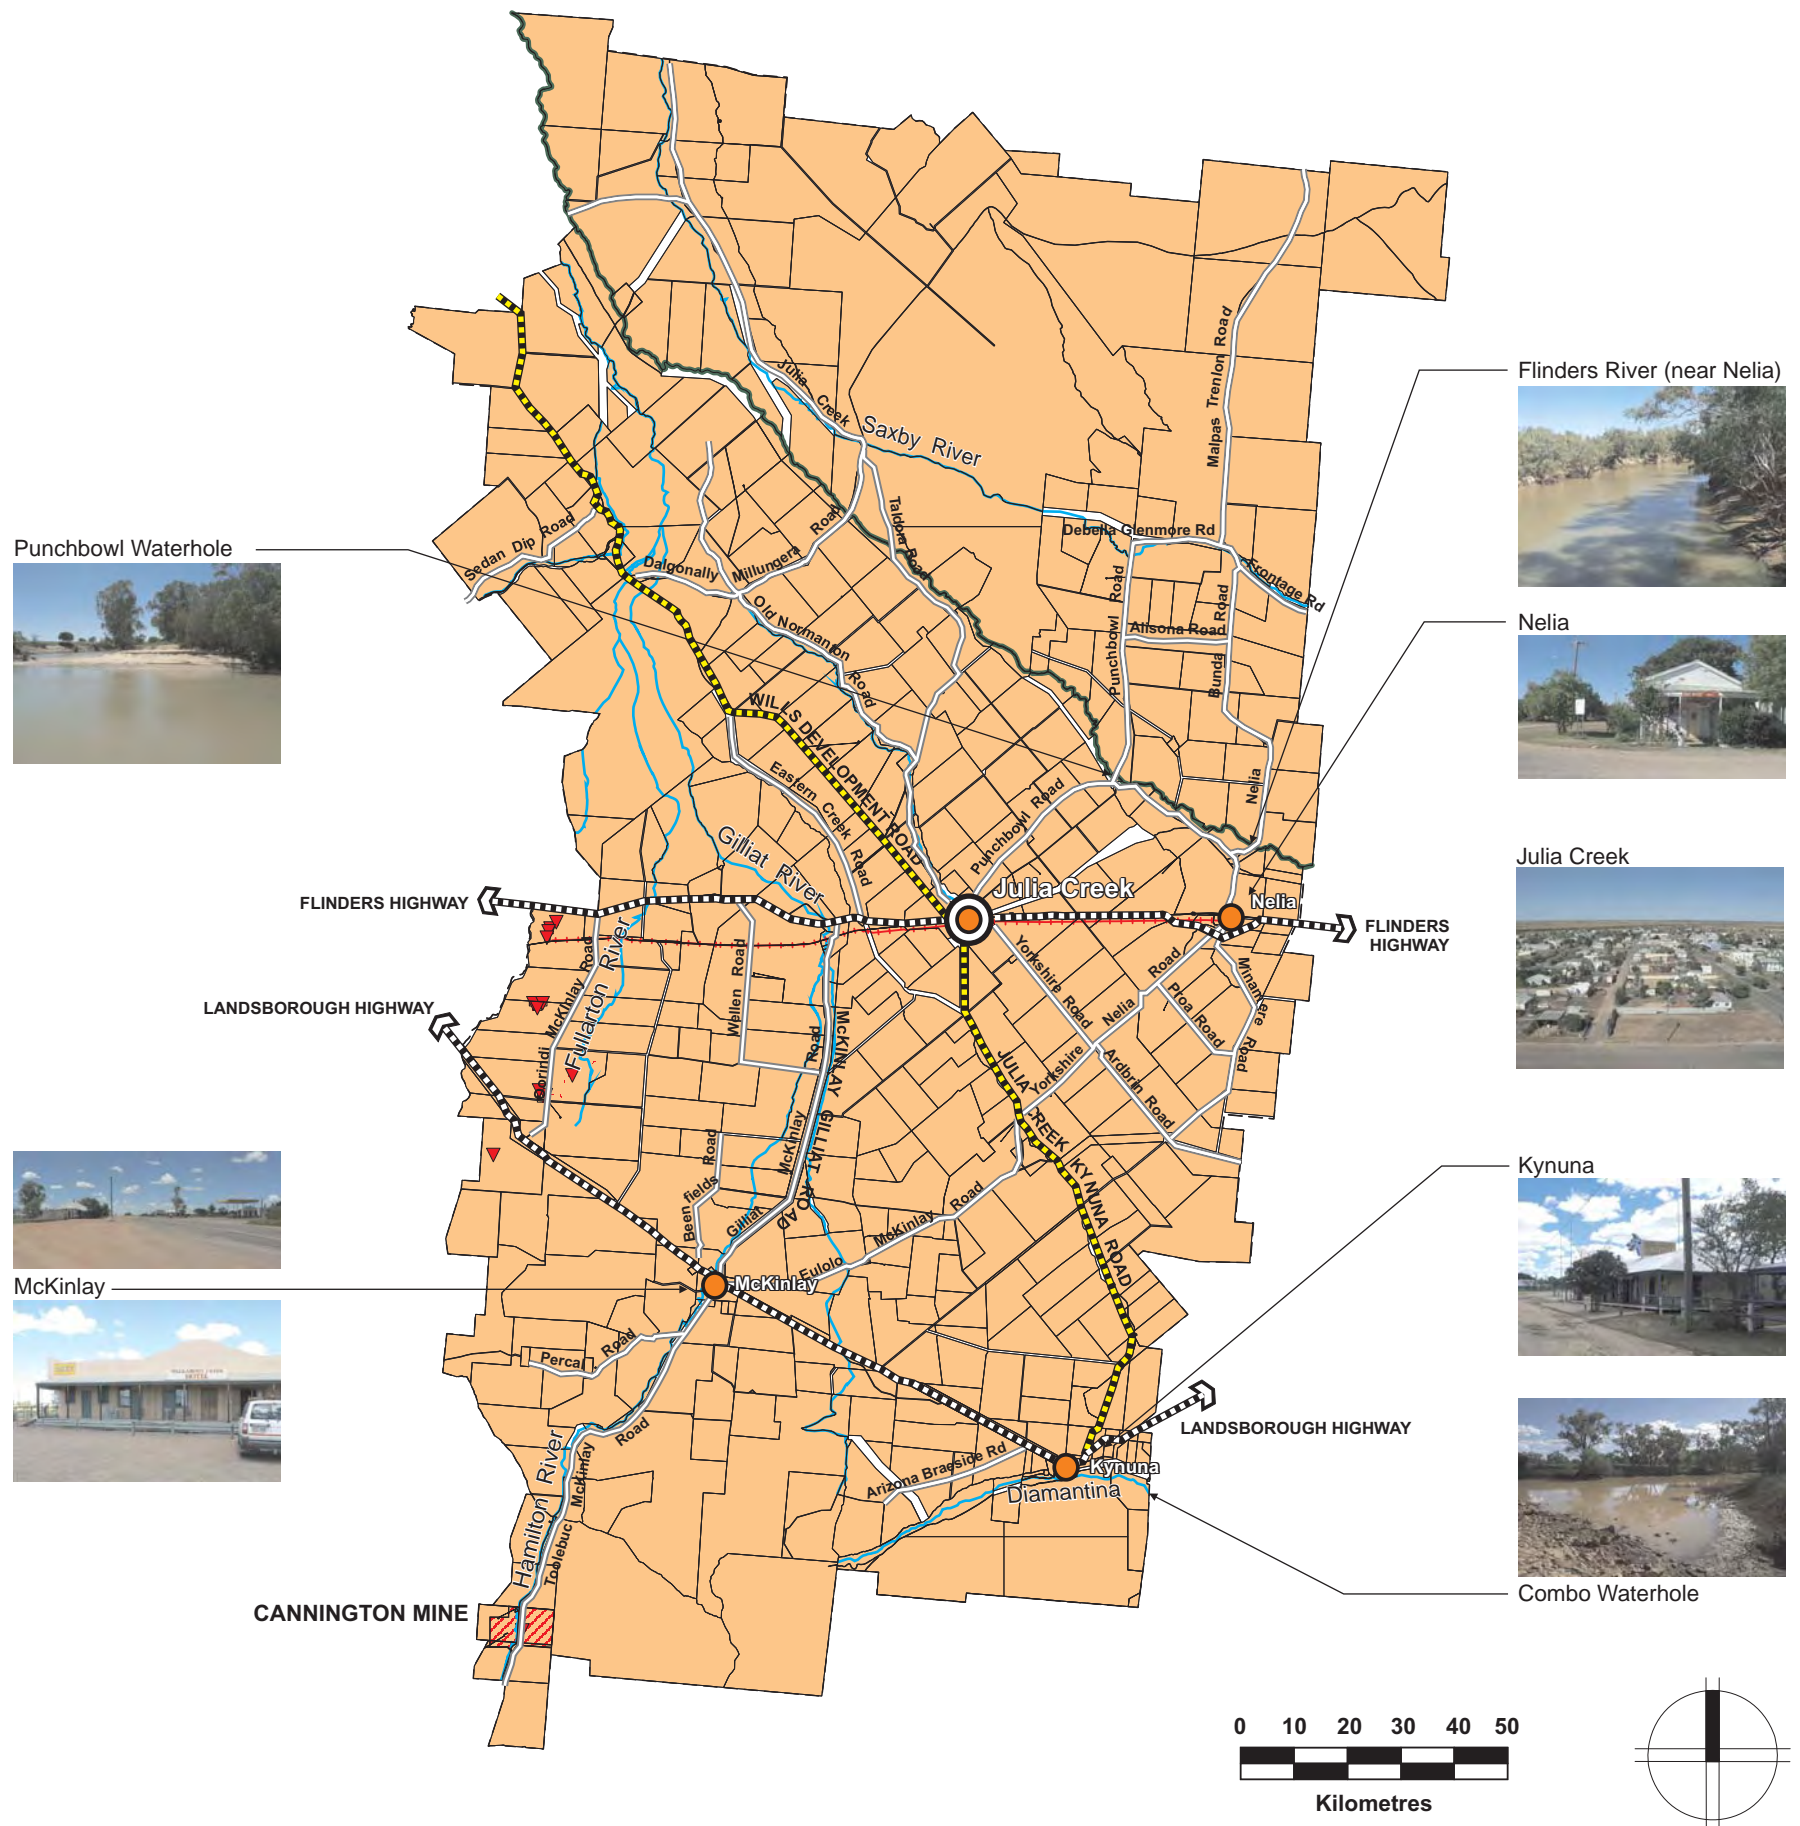 Julia
Creek
Saxby River
Malpas Trenlon Road
Flinders River (near Nelia)
Punchbowl Waterhole
Sedan Dip Road
Dalgonally
Millungera Road
Taldora Road
Debella Glenmore Rd
Frontage Rd
Punchbowl Road
Alisona Road
Bunda Road
Nelia
Old Normanton Road
WILLS DEVELOPMENT ROAD
Eastern Creek Road
Punchbowl Road
Nelia
Gilliat River
Julia Creek
Julia Creek
Nelia
FLINDERS HIGHWAY
FLINDERS
HIGHWAY
LANDSBOROUGH HIGHWAY
Oorindi McKinlay Road
Fullarton River
Wellen Road
McKINLAY GILLIAT ROAD
Gilliat McKinlay Road
Yorkshire Road
Yorkshire Nelia Road
Proa Road
Minamere Road
Ardbrin Road
JULIA CREEK KYNUNA ROAD
Been fields Road
Eulolo McKinlay Road
Kynuna
McKinlay
McKinlay
Percal Road
Hamilton River
Toolebuc McKinlay Road
LANDSBOROUGH HIGHWAY
Arizona Braeside Rd
Kynuna
Diamantina
Combo Waterhole
CANNINGTON MINE
0 10 20 30 40 50
Kilometres